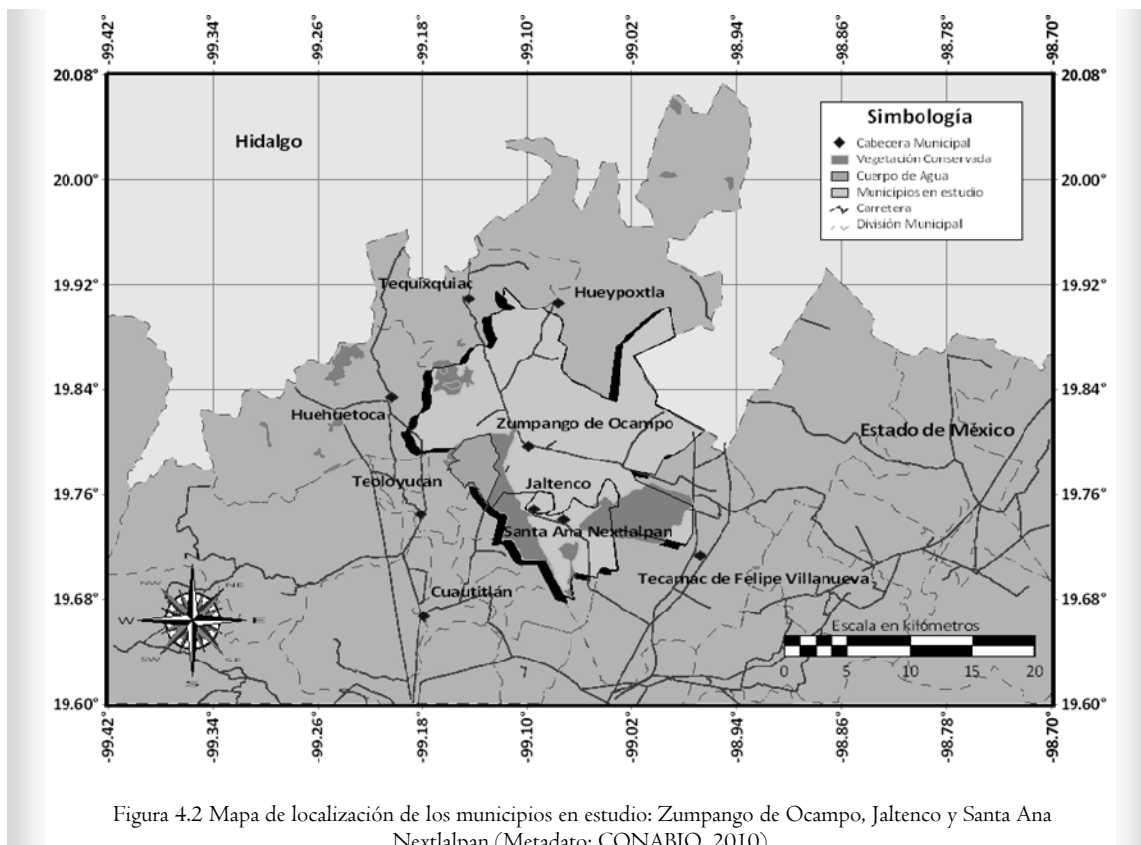 -99.42 -99.34 -99.26 -99.18 -99.10 -99.02 -98.94 -98.86 -98.78 -98.70
20.08° 20.08°
Hidalgo
Simbología
Cabecera Municipal
Vegetación Conservada
Cuerpo de Agua
Municipios en estudio
Carretera
División Municipal
20.00° 20.00°
19.92° 19.92°
Tequixquiac
Hueypoxtla
19.84° 19.84°
Huehuetoca
Zumpango de Ocampo
Estado de México
Teoloyucan
Jaltenco
19.76° 19.76°
Santa Ana Nextlalpan
Tecamac de Felipe Villanueva
19.68° 19.68°
Cuautitlán
NW NE
W E
SW SE
S
Escala en kilómetros
0 5 10 15 20
7
19.60° 19.60°
-99.42° -99.34° -99.26° -99.18° -99.10° -99.02° -98.94° -98.86° -98.78° -98.70°
Figura 4.2 Mapa de localización de los municipios en estudio: Zumpango de Ocampo, Jaltenco y Santa Ana
Nextlalpan (Metadato: CONABIO, 2010)